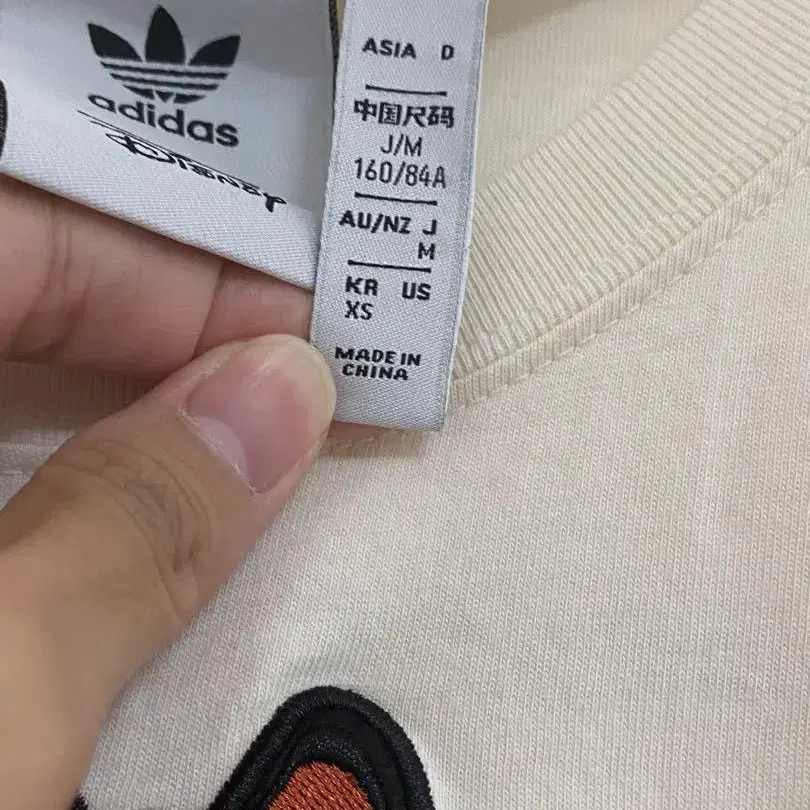 adidas
Disney
ASIA D
中国尺码
J/M
160/84A
AU/NZ J
M
KR US
XS
MADE IN
CHINA